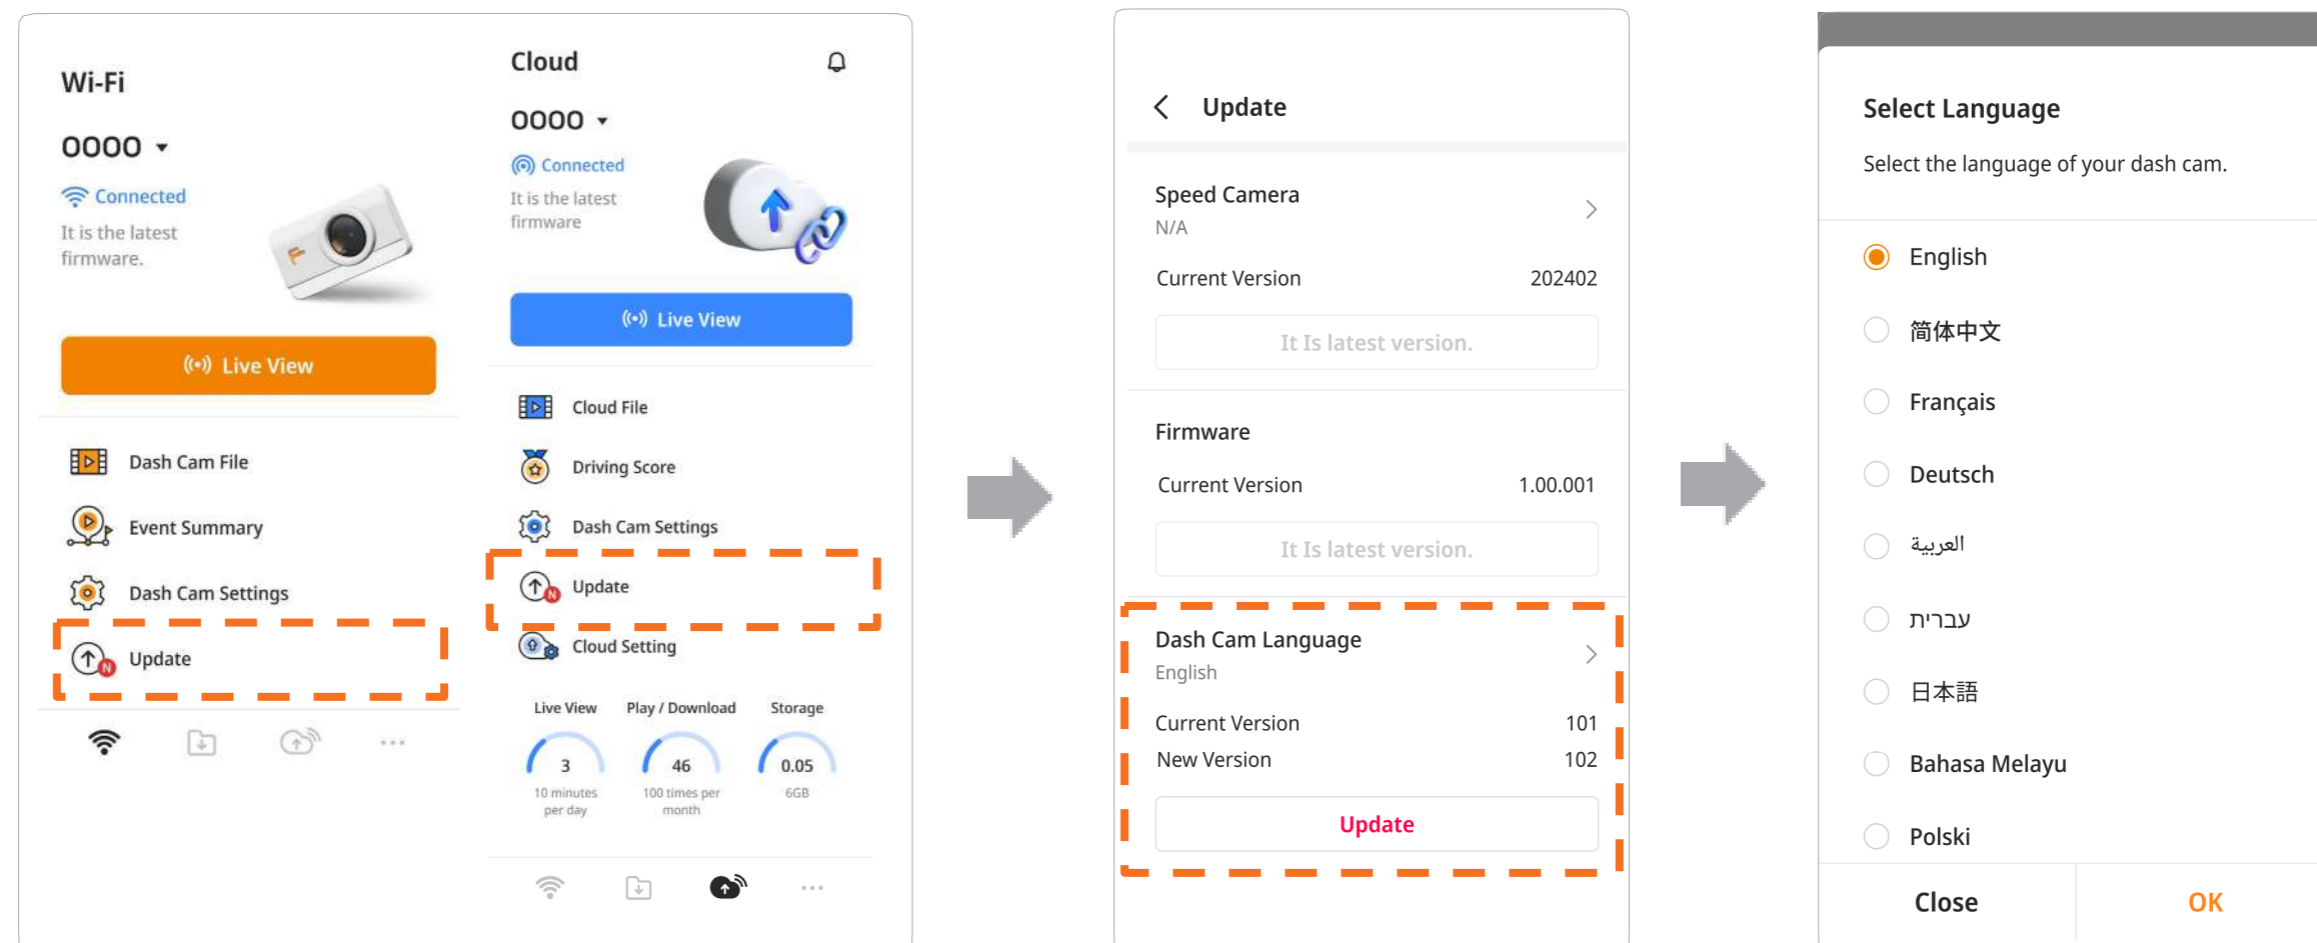 Wi-Fi
OOOO
Connected
It is the latest
firmware.
Live View
Dash Cam File
Event Summary
Dash Cam Settings
N
Update
Cloud
OOOO
Connected
It is the latest
firmware
Live View
Cloud File
Driving Score
Dash Cam Settings
N
Update
Cloud Setting
Live View Play / Download Storage
3 46 0.05
10 minutes 100 times per 6GB
per day month
Update
Speed Camera
N/A
Current Version 202402
It Is latest version.
Firmware
Current Version 1.00.001
It Is latest version.
Dash Cam Language
English
Current Version 101
New Version 102
Update
Select Language
Select the language of your dash cam.
English
简体中文
Français
Deutsch
العربية
עברית
日本語
Bahasa Melayu
Polski
Close OK